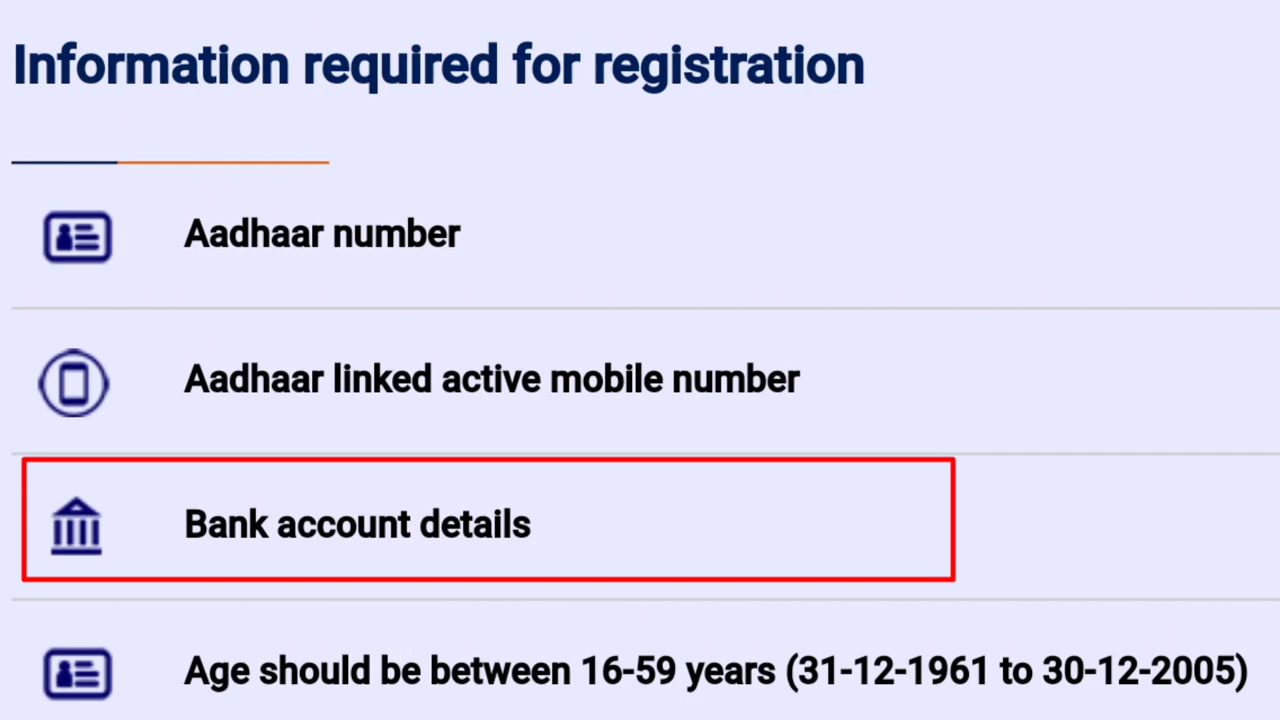 Information required for registration
Aadhaar number
Aadhaar linked active mobile number
Bank account details
Age should be between 16-59 years (31-12-1961 to 30-12-2005)